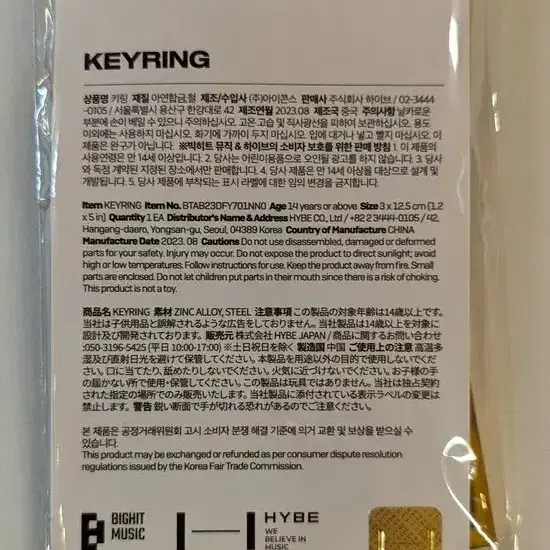 KEYRING
상품명 키링 재질 아연합금,철 제조/수입사 (주)아이콘스 판매사 주식회사 하이브 / 02-3444
-0105 / 서울특별시 용산구 한강대로 42 제조연월 2023.08 제조국 중국 주의사항 날카로운
부분에 손이 베일 수 있으니 주의하십시오. 고온 고습 및 직사광선을 피하여 보관하십시오. 용도
이외에는 사용하지 마십시오. 화기에 가까이 두지 마십시오. 입에 대거나 넣고 빨지 마십시오. 이
제품은 완구가 아닙니다. ※빅히트 뮤직 & 하이브의 소비자 보호를 위한 판매 방침 1. 이 제품의
사용연령은 만 14세 이상입니다. 2. 당사는 어린이용품으로 오인될 광고를 하지 않습니다. 3. 당사
와 독점 계약된 지정된 장소에서만 판매합니다. 4. 당사 제품은 만 14세 이상을 대상으로 설계 및
개발됩니다. 5. 당사 제품에 부착되는 표시 라벨에 대한 임의 변경을 금지합니다.
Item KEYRING Item No. BTAB23DFY701NN0 Age 14 years or above Size 3 x 12.5 cm (1.2
x 5 in) Quantity 1 EA Distributor's Name & Address HYBE CO., Ltd / +82 2 3444-0105 / 42,
Hangang-daero, Yongsan-gu, Seoul, 04389 Korea Country of Manufacture CHINA
Manufacture Date 2023. 08 Cautions Do not use disassembled, damaged or deformed
parts for your safety. Injury may occur. Do not expose the product to direct sunlight; avoid
high or low temperatures. Follow instructions for use. Keep the product away from fire. Small
parts are enclosed. Do not let children put parts in their mouth since there is a risk of choking.
This product is not a toy.
商品名 KEYRING 素材 ZINC ALLOY, STEEL 注意事項 この製品の対象年齢は14歳以上です。
当社は子供用品と誤解されるような広告をしておりません。当製品は14歳以上を対象に
設計及び開発されております。 販売元 株式会社 HYBE JAPAN / 商品に関するお問い合わせ
:050-3196-5425 (平日 10:00-17:00) ※土日祝日を除く 製造国 中国 ご使用上の注意 高温多
湿及び直射日光を避けて保管してください。本製品を用途以外の目的で使用しないでくだ
さい。口に当てたり、舐めたりしないでください。火気に近づけないでください。お子様の手
の届かない所で使用・保管してください。この製品は玩具ではありません。当社は独占契約
された指定の場所でのみ販売いたします。当社製品に添付されている表示ラベルの変更は
禁止します。 警告 鋭い断面で手が切れる恐れがあるのでご注意ください。
본 제품은 공정거래위원회 고시 소비자 분쟁 해결 기준에 의거 교환 및 보상을 받으실 수
있습니다.
This product may be exchanged or refunded as per consumer dispute resolution
regulations issued by the Korea Fair Trade Commission.
BIGHIT
MUSIC
HYBE
WE
BELIEVE IN
MUSIC